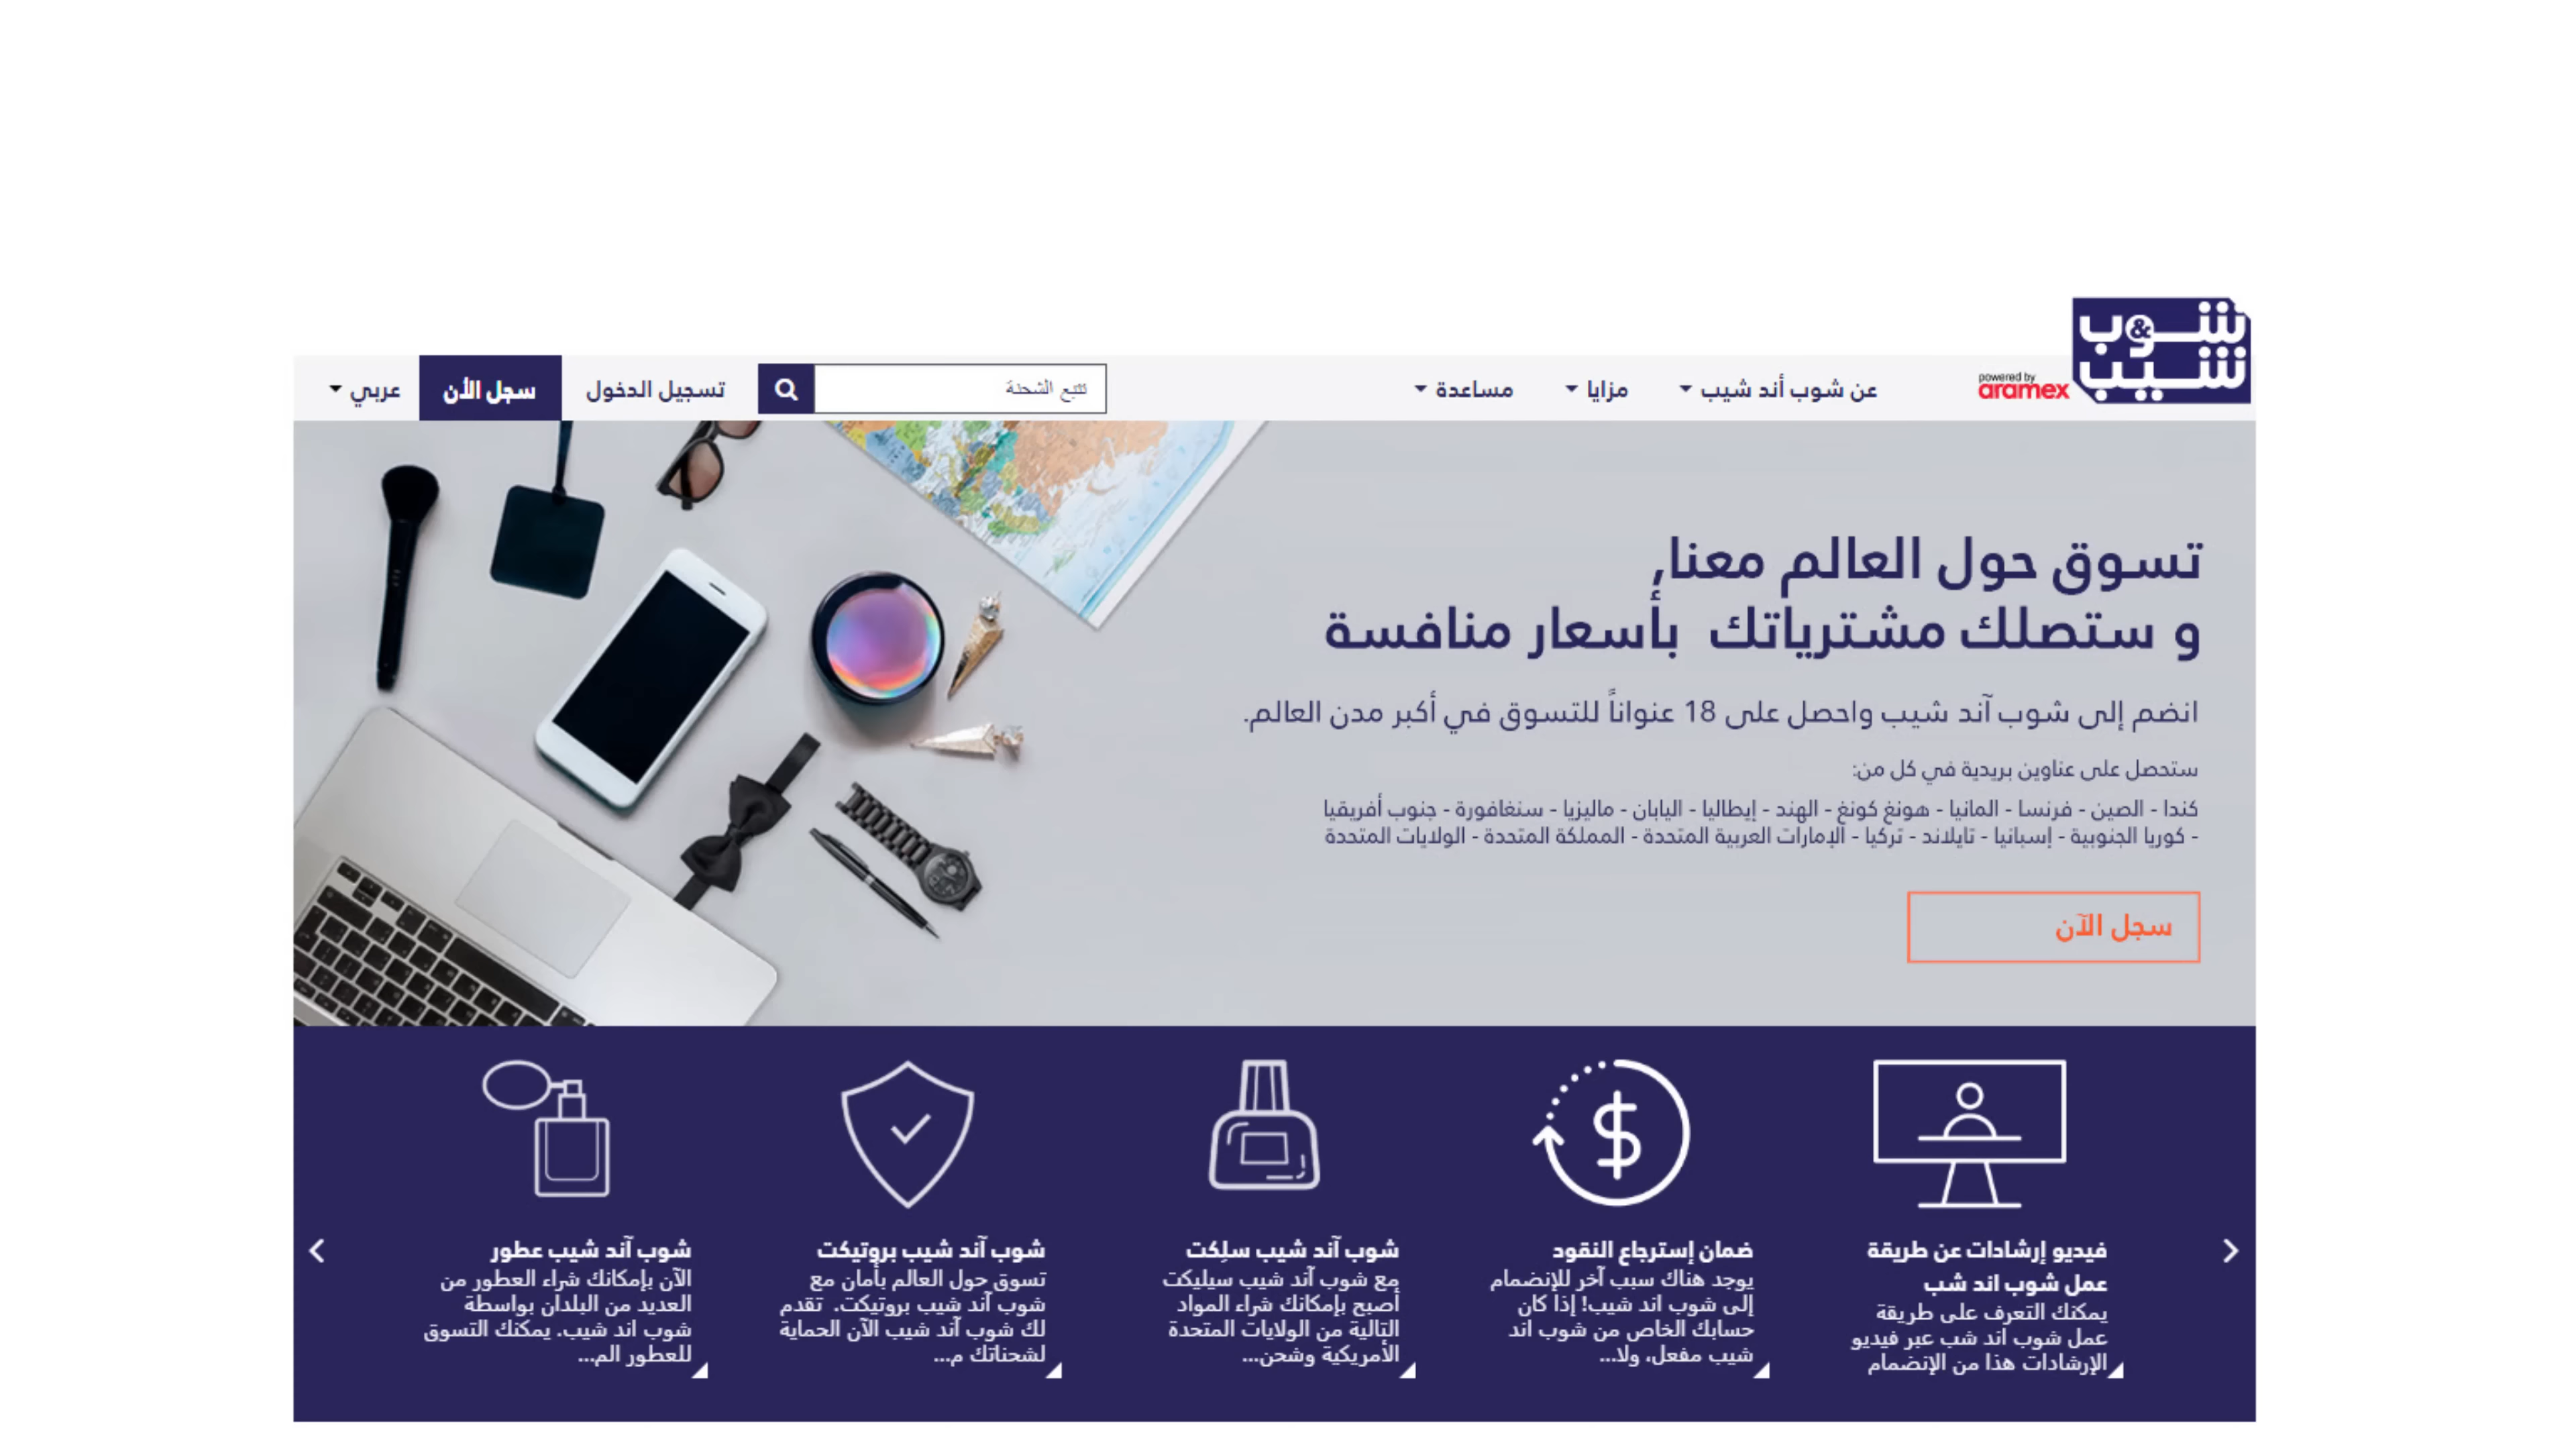 شوب&
شيب
powered by
aramex
عن شوب أند شيب
مزايا
مساعدة
تتبع الشحنة
تسجيل الدخول
سجل الأن
عربي
تسوق حول العالم معنا,
و ستصلك مشترياتك بأسعار منافسة
انضم إلى شوب آند شيب واحصل على 18 عنواناً للتسوق في أكبر مدن العالم.
ستحصل على عناوين بريدية في كل من:
كندا - الصين - فرنسا - المانيا - هونغ كونغ - الهند - إيطاليا - اليابان - ماليزيا - سنغافورة - جنوب أفريقيا
- كوريا الجنوبية - إسبانيا - تايلاند - تركيا - الإمارات العربية المتحدة - المملكة المتحدة - الولايات المتحدة
سجل الآن
فيديو إرشادات عن طريقة
عمل شوب اند شب
يمكنك التعرف على طريقة
عمل شوب اند شب عبر فيديو
الإرشادات هذا من الإنضمام
ضمان إسترجاع النقود
يوجد هناك سبب آخر للإنضمام
إلى شوب اند شيب! إذا كان
حسابك الخاص من شوب اند
شيب مفعل، ولا...
شوب آند شيب سلِكت
مع شوب آند شيب سيليكت
أصبح بإمكانك شراء المواد
التالية من الولايات المتحدة
الأمريكية وشحن...
شوب آند شيب بروتيكت
تسوق حول العالم بأمان مع
شوب آند شيب بروتيكت. تقدم
لك شوب آند شيب الآن الحماية
لشحناتك م...
شوب آند شيب عطور
الآن بإمكانك شراء العطور من
العديد من البلدان بواسطة
شوب اند شيب. يمكنك التسوق
للعطور الم...